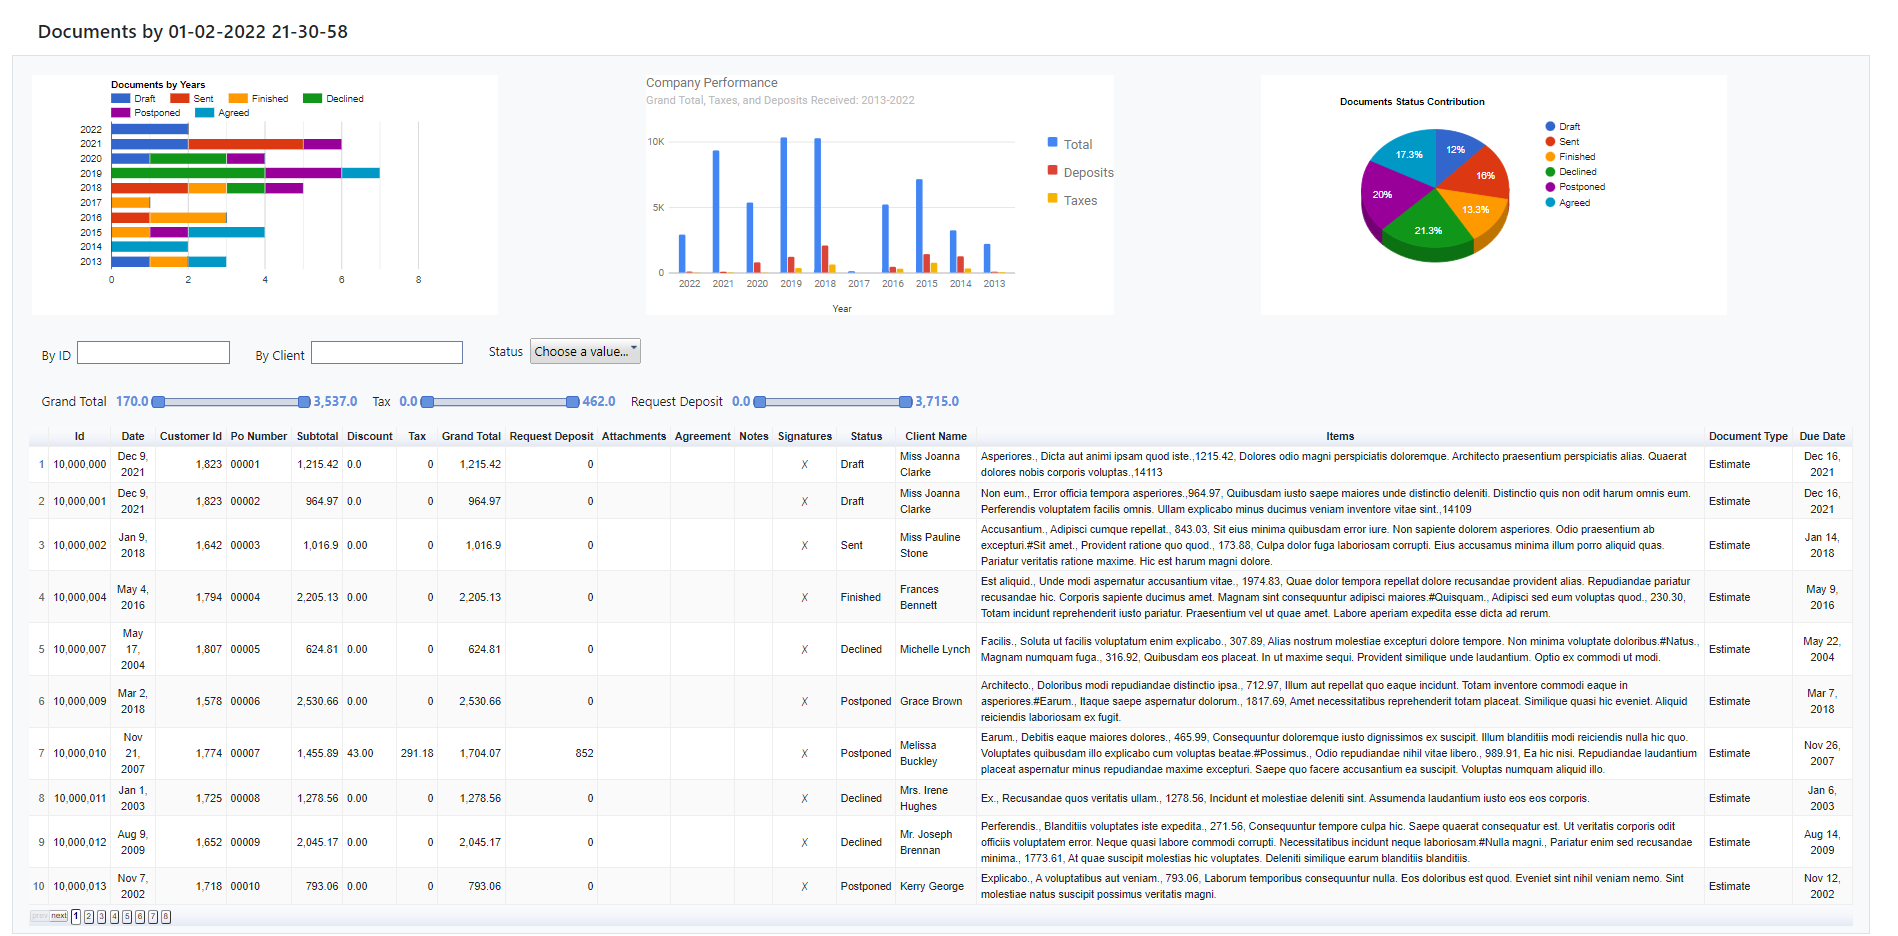 Documents by 01-02-2022 21-30-58
Documents by Years
Draft Sent Finished Declined
Postponed Agreed
2022
2021
2020
2019
2018
2017
2016
2015
2014
2013
0 2 4 6 8
Company Performance
Grand Total, Taxes, and Deposits Received: 2013-2022
10K
5K
0
2022 2021 2020 2019 2018 2017 2016 2015 2014 2013
Year
Total
Deposits
Taxes
Documents Status Contribution
12%
16%
13.3%
21.3%
20%
17.3%
Draft
Sent
Finished
Declined
Postponed
Agreed
By ID By Client Status Choose a value...
Grand Total 170.0 3,537.0 Tax 0.0 462.0 Request Deposit 0.0 3,715.0
Id Date Customer Id Po Number Subtotal Discount Tax Grand Total Request Deposit Attachments Agreement Notes Signatures Status Client Name Items Document Type Due Date
1 10,000,000 Dec 9, 2021 1,823 00001 1,215.42 0.0 0 1,215.42 0 X Draft Miss Joanna Clarke Asperiores., Dicta aut animi ipsam quod iste.,1215.42, Dolores odio magni perspiciatis doloremque. Architecto praesentium perspiciatis alias. Quaerat
dolores nobis corporis voluptas.,14113 Estimate Dec 16, 2021
2 10,000,001 Dec 9, 2021 1,823 00002 964.97 0.0 0 964.97 0 X Draft Miss Joanna Clarke Non eum., Error officia tempora asperiores.,964.97, Quibusdam iusto saepe maiores unde distinctio deleniti. Distinctio quis non odit harum omnis eum.
Perferendis voluptatem facilis omnis. Ullam explicabo minus ducimus veniam inventore vitae sint.,14109 Estimate Dec 16, 2021
3 10,000,002 Jan 9, 2018 1,642 00003 1,016.9 0.00 0 1,016.9 0 X Sent Miss Pauline Stone Accusantium., Adipisci cumque repellat., 843.03, Sit eius minima quibusdam error iure. Non sapiente dolorem asperiores. Odio praesentium ab
excepturi.#Sit amet., Provident ratione quo quod., 173.88, Culpa dolor fuga laboriosam corrupti. Eius accusamus minima illum porro aliquid quas.
Pariatur veritatis ratione maxime. Hic est harum magni dolore. Estimate Jan 14, 2018
4 10,000,004 May 4, 2016 1,794 00004 2,205.13 0.00 0 2,205.13 0 X Finished Frances Bennett Est aliquid., Unde modi aspernatur accusantium vitae., 1974.83, Quae dolor tempora repellat dolore recusandae provident alias. Repudiandae pariatur
recusandae hic. Corporis sapiente ducimus amet. Magnam sint consequuntur adipisci maiores.#Quisquam., Adipisci sed eum voluptas quod., 230.30,
Totam incidunt reprehenderit iusto pariatur. Praesentium vel ut quae amet. Labore aperiam expedita esse dicta ad rerum. Estimate May 9, 2016
5 10,000,007 May 17, 2004 1,807 00005 624.81 0.00 0 624.81 0 X Declined Michelle Lynch Facilis., Soluta ut facilis voluptatum enim explicabo., 307.89, Alias nostrum molestiae excepturi dolore tempore. Non minima voluptate doloribus.#Natus.,
Magnam numquam fuga., 316.92, Quibusdam eos placeat. In ut maxime sequi. Provident similique unde laudantium. Optio ex commodi ut modi. Estimate May 22, 2004
6 10,000,009 Mar 2, 2018 1,578 00006 2,530.66 0.00 0 2,530.66 0 X Postponed Grace Brown Architecto., Doloribus modi repudiandae distinctio ipsa., 712.97, Illum aut repellat quo eaque incidunt. Totam inventore commodi eaque in
asperiores.#Earum., Itaque saepe aspernatur dolorum., 1817.69, Amet necessitatibus reprehenderit totam placeat. Similique quasi hic eveniet. Aliquid
reiciendis laboriosam ex fugit. Estimate Mar 7, 2018
7 10,000,010 Nov 21, 2007 1,774 00007 1,455.89 43.00 291.18 1,704.07 852 X Postponed Melissa Buckley Earum., Debitis eaque maiores dolores., 465.99, Consequuntur doloremque iusto dignissimos ex suscipit. Illum blanditiis modi reiciendis nulla hic quo.
Voluptates quibusdam illo explicabo cum voluptas beatae.#Possimus., Odio repudiandae nihil vitae libero., 989.91, Ea hic nisi. Repudiandae laudantium
placeat aspernatur minus repudiandae maxime excepturi. Saepe quo facere accusantium ea suscipit. Voluptas numquam aliquid illo. Estimate Nov 26, 2007
8 10,000,011 Jan 1, 2003 1,725 00008 1,278.56 0.00 0 1,278.56 0 X Declined Mrs. Irene Hughes Ex., Recusandae quos veritatis ullam., 1278.56, Incidunt et molestiae deleniti sint. Assumenda laudantium iusto eos eos corporis. Estimate Jan 6, 2003
9 10,000,012 Aug 9, 2009 1,652 00009 2,045.17 0.00 0 2,045.17 0 X Declined Mr. Joseph Brennan Perferendis., Blanditiis voluptates iste expedita., 271.56, Consequuntur tempore culpa hic. Saepe quaerat consequatur est. Ut veritatis corporis odit
officiis voluptatem error. Neque quasi labore commodi corrupti. Necessitatibus incidunt neque laboriosam.#Nulla magni., Pariatur enim sed recusandae
minima., 1773.61, At quae suscipit molestias hic voluptates. Deleniti similique earum blanditiis blanditiis. Estimate Aug 14, 2009
10 10,000,013 Nov 7, 2002 1,718 00010 793.06 0.00 0 793.06 0 X Postponed Kerry George Explicabo., A voluptatibus aut veniam., 793.06, Laborum temporibus consequuntur nulla. Eos doloribus est quod. Eveniet sint nihil veniam nemo. Sint
molestiae natus suscipit possimus veritatis magni. Estimate Nov 12, 2002
prev next 1 2 3 4 5 6 7 8